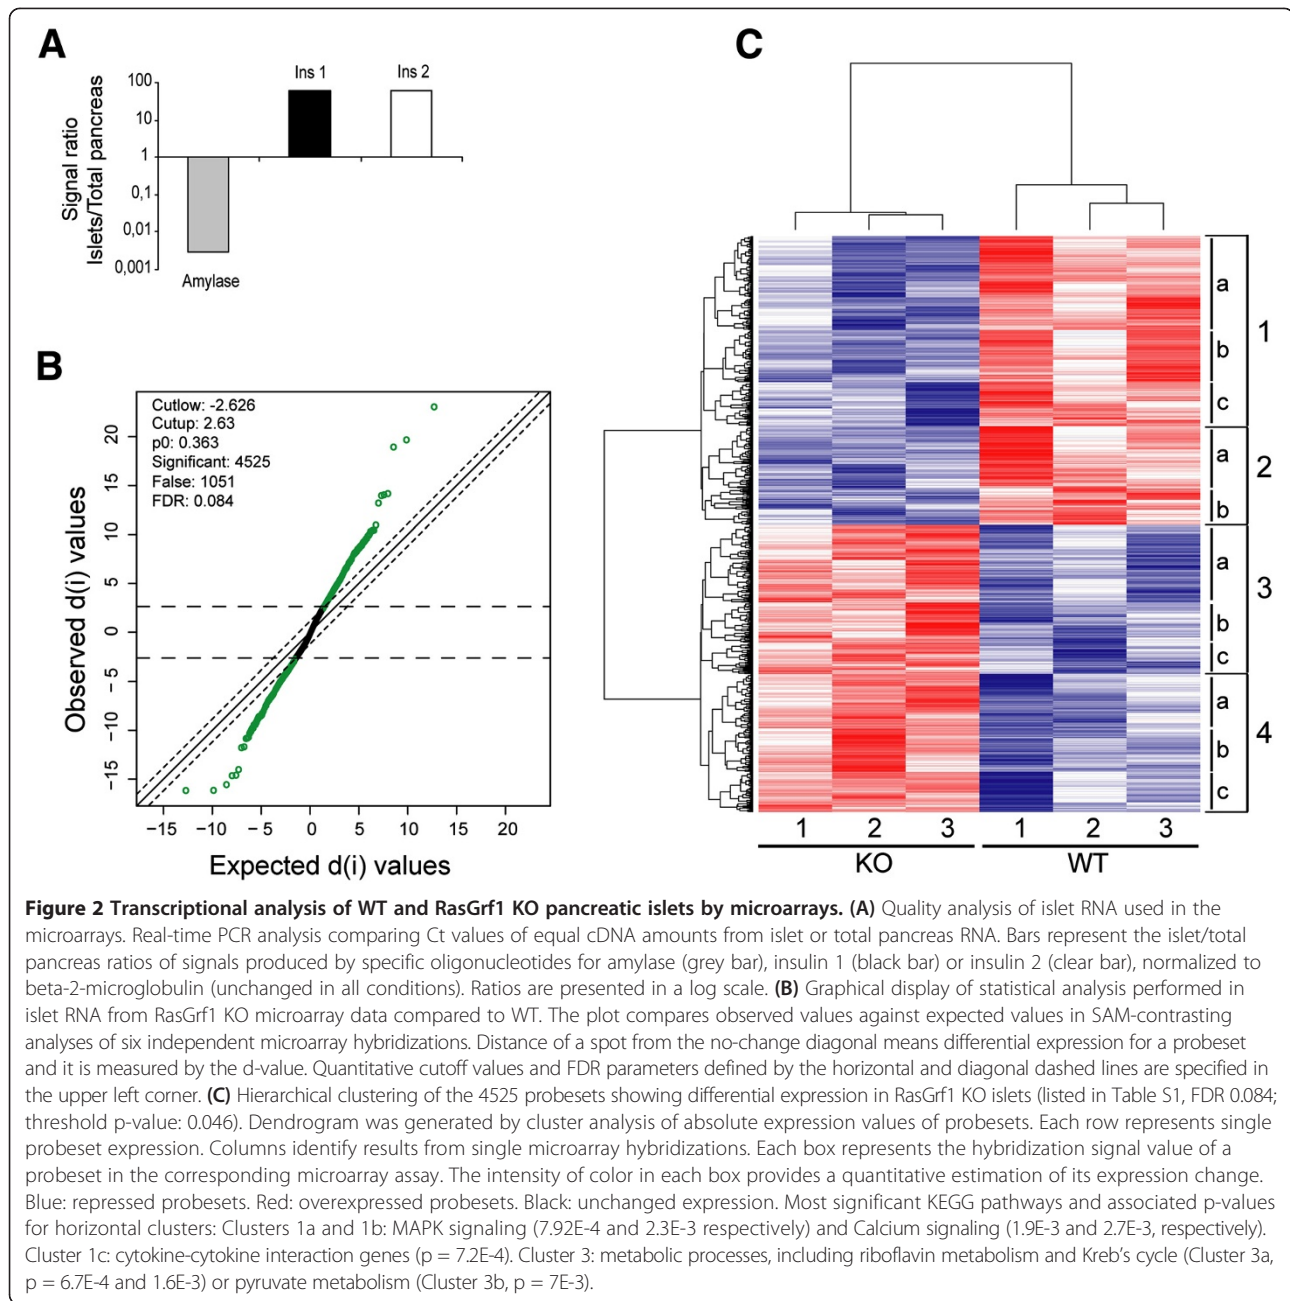 A
Signal ratio
Islets/Total pancreas
100
10
1
0,1
0,01
0,001
Ins 1
Ins 2
Amylase
B
Cutlow: -2.626
Cutup: 2.63
p0: 0.363
Significant: 4525
False: 1051
FDR: 0.084
Observed d(i) values
20
15
10
5
0
−5
−10
−15
−15 −10 −5 0 5 10 15 20
Expected d(i) values
C
a
b
c
1
a
b
2
a
b
c
3
a
b
c
4
1 2 3 1 2 3
KO WT
Figure 2 Transcriptional analysis of WT and RasGrf1 KO pancreatic islets by microarrays. (A) Quality analysis of islet RNA used in the
microarrays. Real-time PCR analysis comparing Ct values of equal cDNA amounts from islet or total pancreas RNA. Bars represent the islet/total
pancreas ratios of signals produced by specific oligonucleotides for amylase (grey bar), insulin 1 (black bar) or insulin 2 (clear bar), normalized to
beta-2-microglobulin (unchanged in all conditions). Ratios are presented in a log scale. (B) Graphical display of statistical analysis performed in
islet RNA from RasGrf1 KO microarray data compared to WT. The plot compares observed values against expected values in SAM-contrasting
analyses of six independent microarray hybridizations. Distance of a spot from the no-change diagonal means differential expression for a probeset
and it is measured by the d-value. Quantitative cutoff values and FDR parameters defined by the horizontal and diagonal dashed lines are specified in
the upper left corner. (C) Hierarchical clustering of the 4525 probesets showing differential expression in RasGrf1 KO islets (listed in Table S1, FDR 0.084;
threshold p-value: 0.046). Dendrogram was generated by cluster analysis of absolute expression values of probesets. Each row represents single
probeset expression. Columns identify results from single microarray hybridizations. Each box represents the hybridization signal value of a
probeset in the corresponding microarray assay. The intensity of color in each box provides a quantitative estimation of its expression change.
Blue: repressed probesets. Red: overexpressed probesets. Black: unchanged expression. Most significant KEGG pathways and associated p-values
for horizontal clusters: Clusters 1a and 1b: MAPK signaling (7.92E-4 and 2.3E-3 respectively) and Calcium signaling (1.9E-3 and 2.7E-3, respectively).
Cluster 1c: cytokine-cytokine interaction genes (p = 7.2E-4). Cluster 3: metabolic processes, including riboflavin metabolism and Kreb's cycle (Cluster 3a,
p = 6.7E-4 and 1.6E-3) or pyruvate metabolism (Cluster 3b, p = 7E-3).